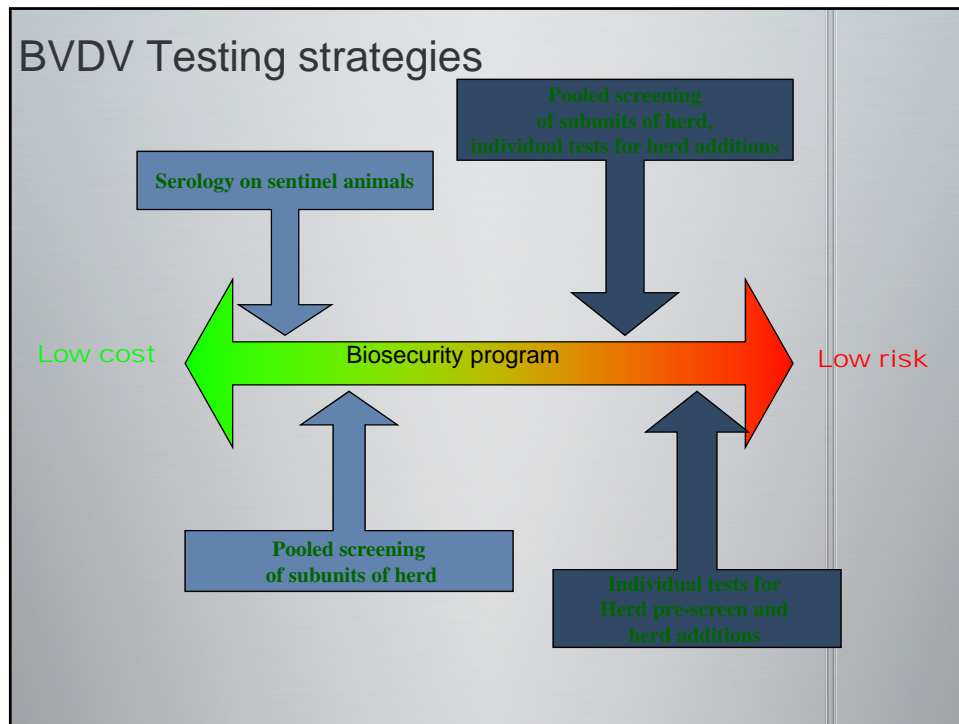 BVDV Testing strategies
Pooled screening
of subunits of herd,
individual tests for herd additions
Serology on sentinel animals
Low cost
Biosecurity program
Low risk
Pooled screening
of subunits of herd
Individual tests for
Herd pre-screen and
herd additions